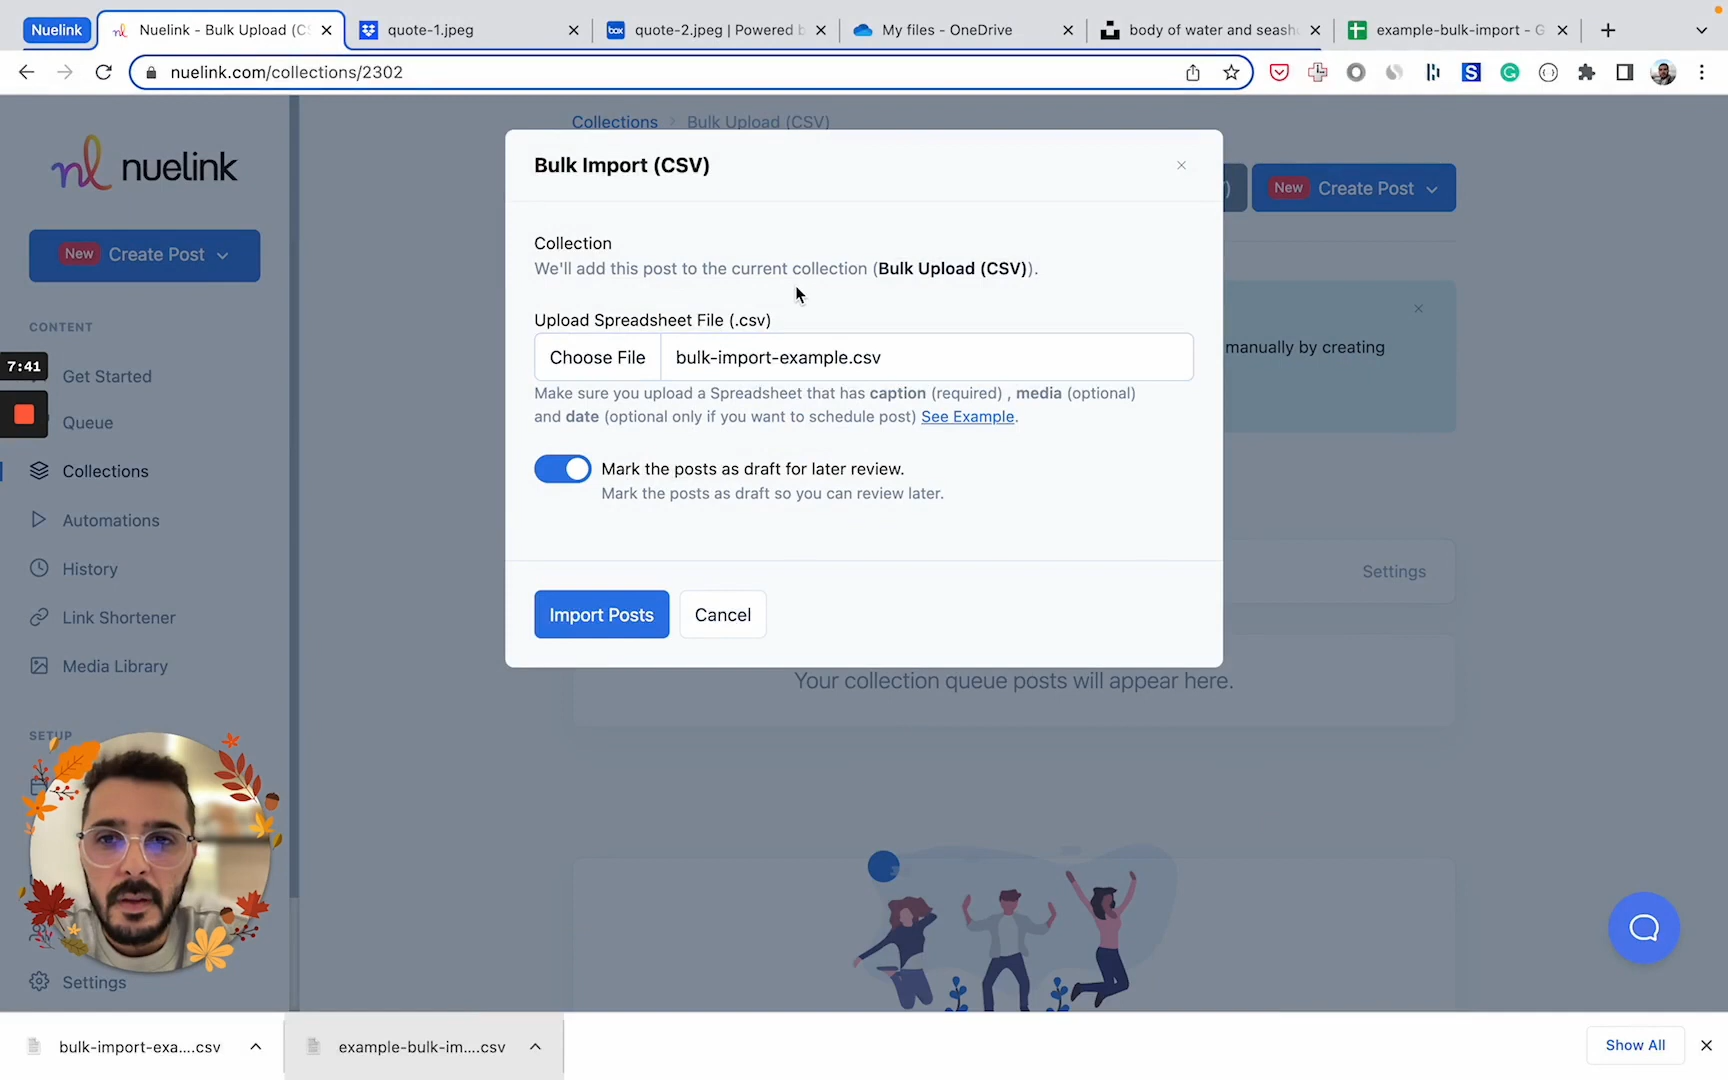 Nuelink
Nuelink - Bulk Upload (CS
quote-1.jpeg
quote-2.jpeg | Powered b
My files - OneDrive
body of water and seash
example-bulk-import - G
nuelink.com/collections/2302
Collections > Bulk Upload (CSV)
nl nuelink
New Create Post
Bulk Import (CSV)
New Create Post
CONTENT
7:41
Get Started
Queue
Collections
Automations
History
Link Shortener
Media Library
SETUP
Settings
Collection
We'll add this post to the current collection (Bulk Upload (CSV)).
Upload Spreadsheet File (.csv)
Choose File bulk-import-example.csv
Make sure you upload a Spreadsheet that has caption (required) , media (optional)
and date (optional only if you want to schedule post) See Example.
Mark the posts as draft for later review.
Mark the posts as draft so you can review later.
Import Posts Cancel
manually by creating
Settings
Your collection queue posts will appear here.
bulk-import-exa....csv
example-bulk-im....csv
Show All